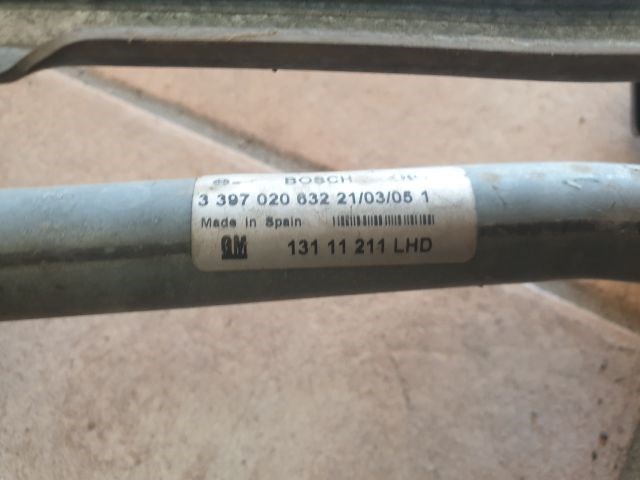 BOSCH
3 397 020 632 21/03/05 1
Made in Spain
GM 131 11 211 LHD